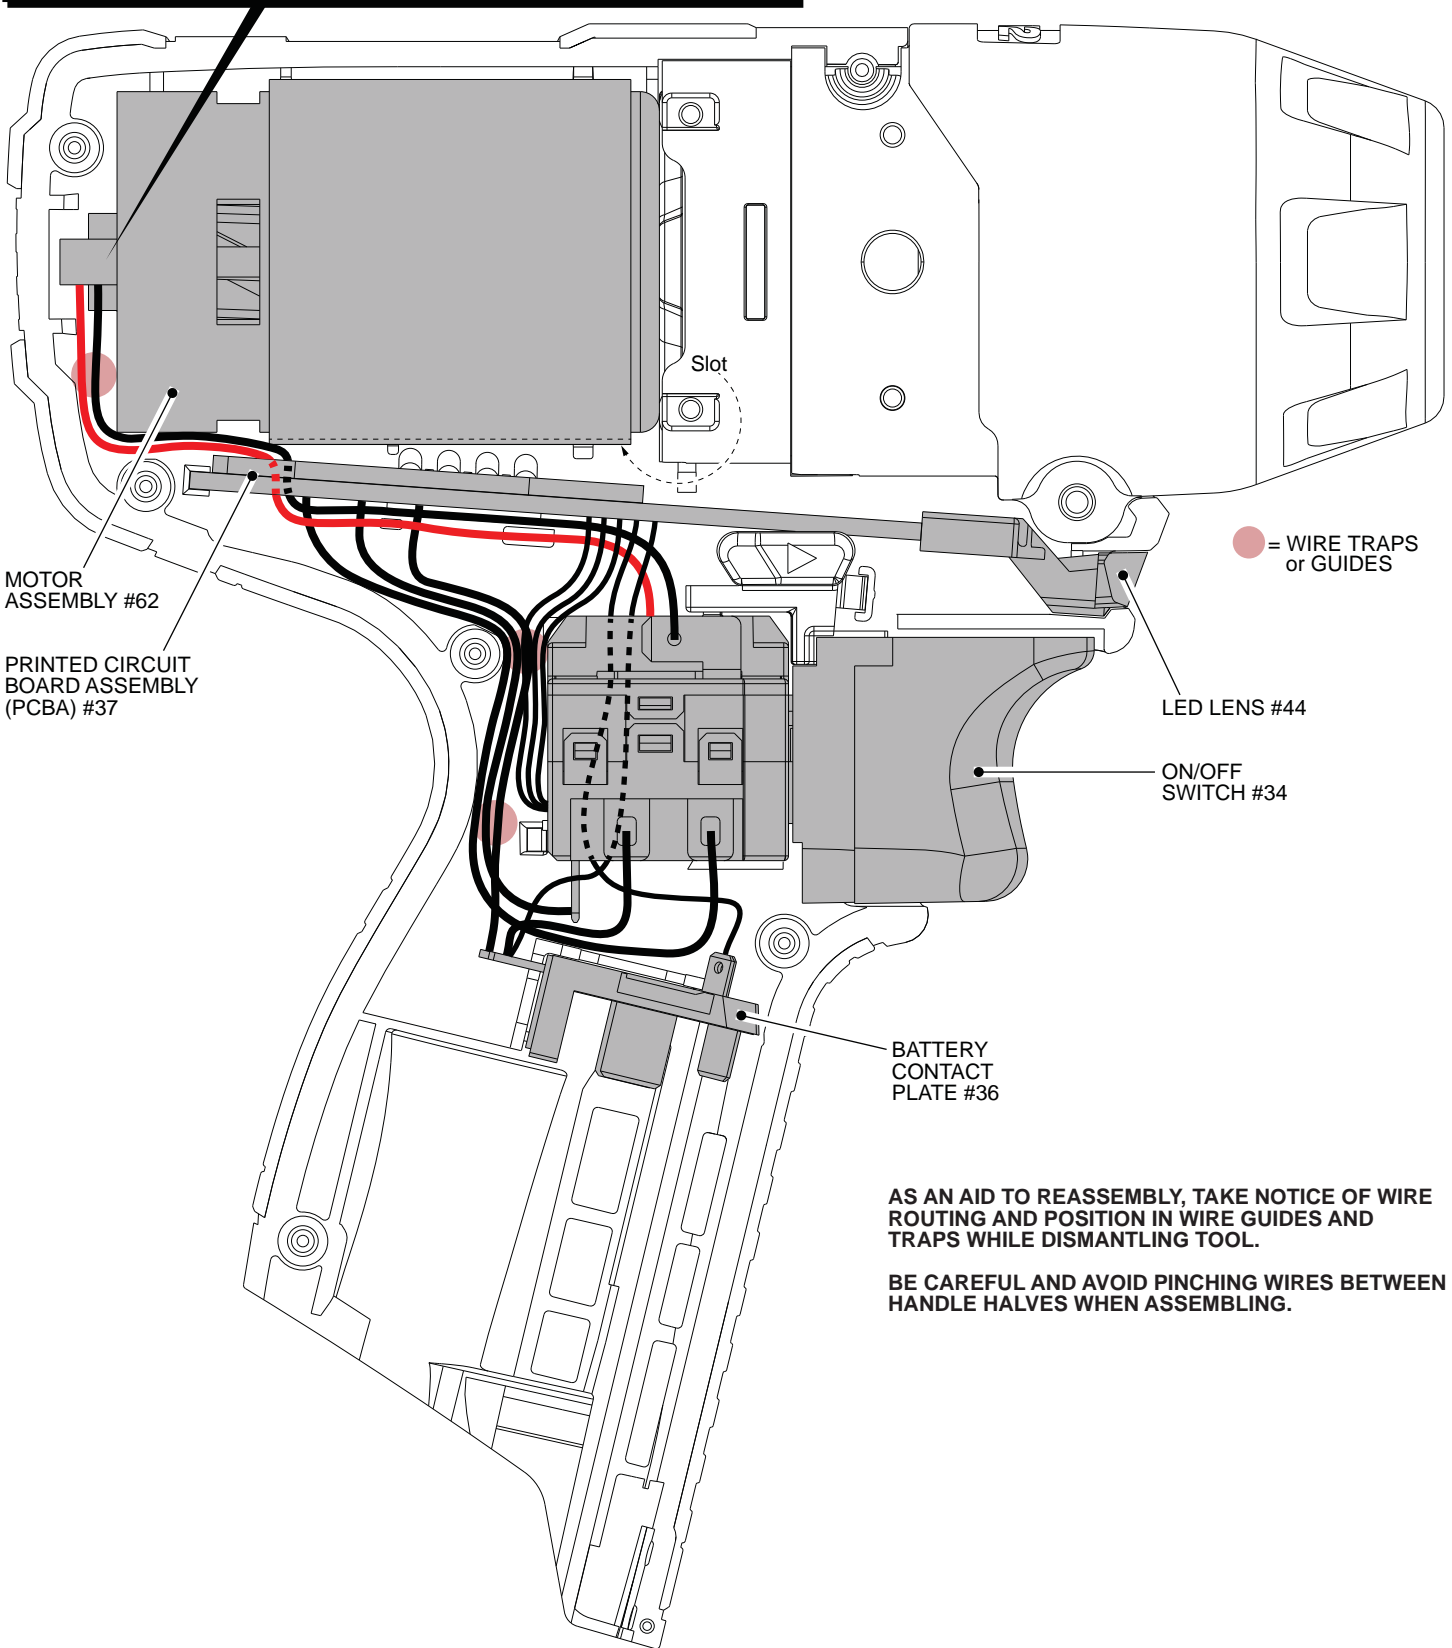 Slot
= WIRE TRAPS
or GUIDES
MOTOR
ASSEMBLY #62
PRINTED CIRCUIT
BOARD ASSEMBLY
(PCBA) #37
LED LENS #44
ON/OFF
SWITCH #34
BATTERY
CONTACT
PLATE #36
AS AN AID TO REASSEMBLY, TAKE NOTICE OF WIRE
ROUTING AND POSITION IN WIRE GUIDES AND
TRAPS WHILE DISMANTLING TOOL.
BE CAREFUL AND AVOID PINCHING WIRES BETWEEN
HANDLE HALVES WHEN ASSEMBLING.